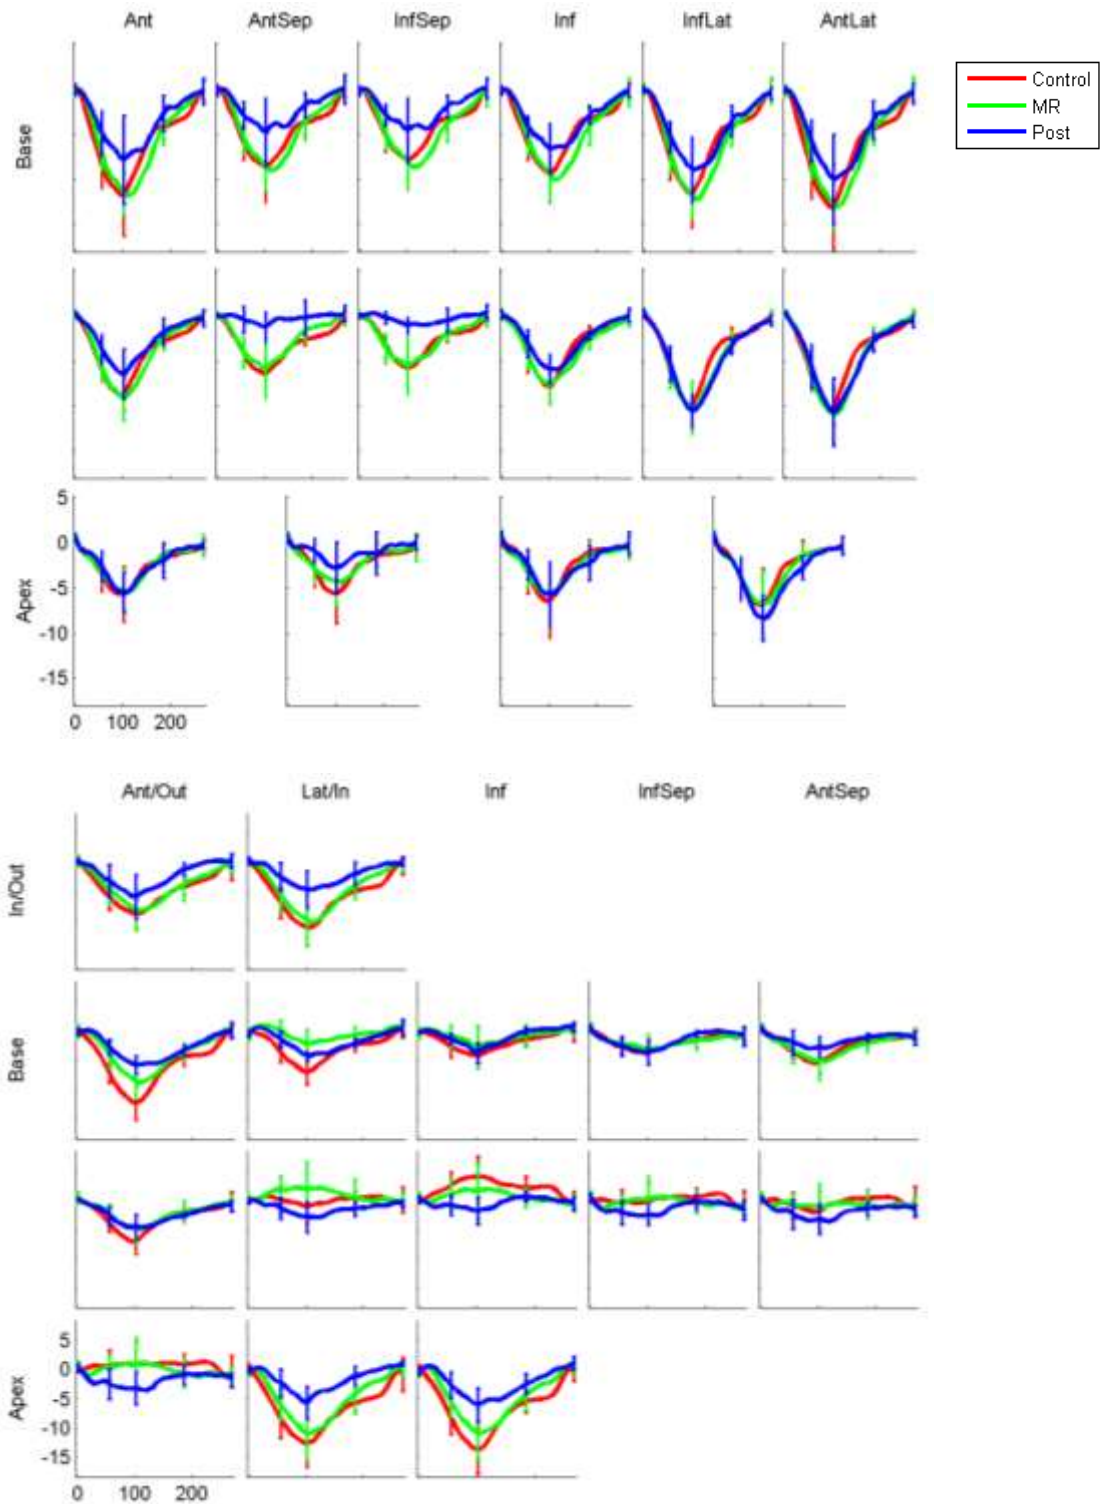 Ant AntSep InfSep Inf InfLat AntLat
Control
MR
Post
Base
5
0
-5
-10
-15
Apex
0 100 200
Ant/Out Lat/In Inf InfSep AntSep
In/Out
Base
5
0
-5
-10
-15
Apex
0 100 200